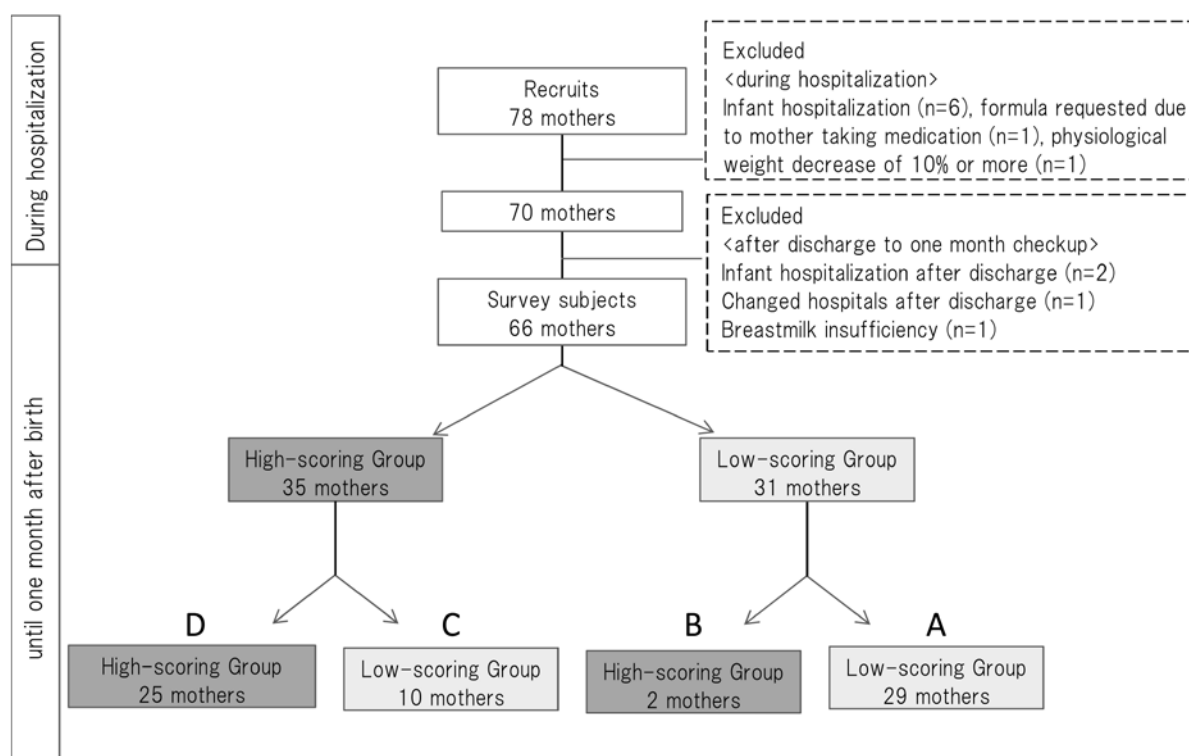 During hospitalization
until one month after birth
Recruits
78 mothers
Excluded
<during hospitalization>
Infant hospitalization (n=6), formula requested due
to mother taking medication (n=1), physiological
weight decrease of 10% or more (n=1)
70 mothers
Excluded
<after discharge to one month checkup>
Infant hospitalization after discharge (n=2)
Changed hospitals after discharge (n=1)
Breastmilk insufficiency (n=1)
Survey subjects
66 mothers
High-scoring Group
35 mothers
Low-scoring Group
31 mothers
D
High-scoring Group
25 mothers
C
Low-scoring Group
10 mothers
B
High-scoring Group
2 mothers
A
Low-scoring Group
29 mothers